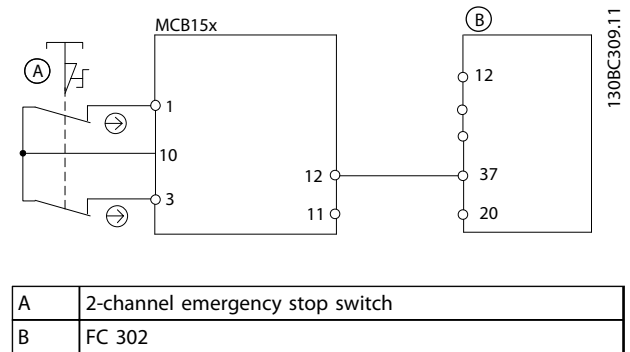 MCB15x
B
130BC309.11
A
12
1
10
12
37
3
11
20
A 2-channel emergency stop switch
B FC 302